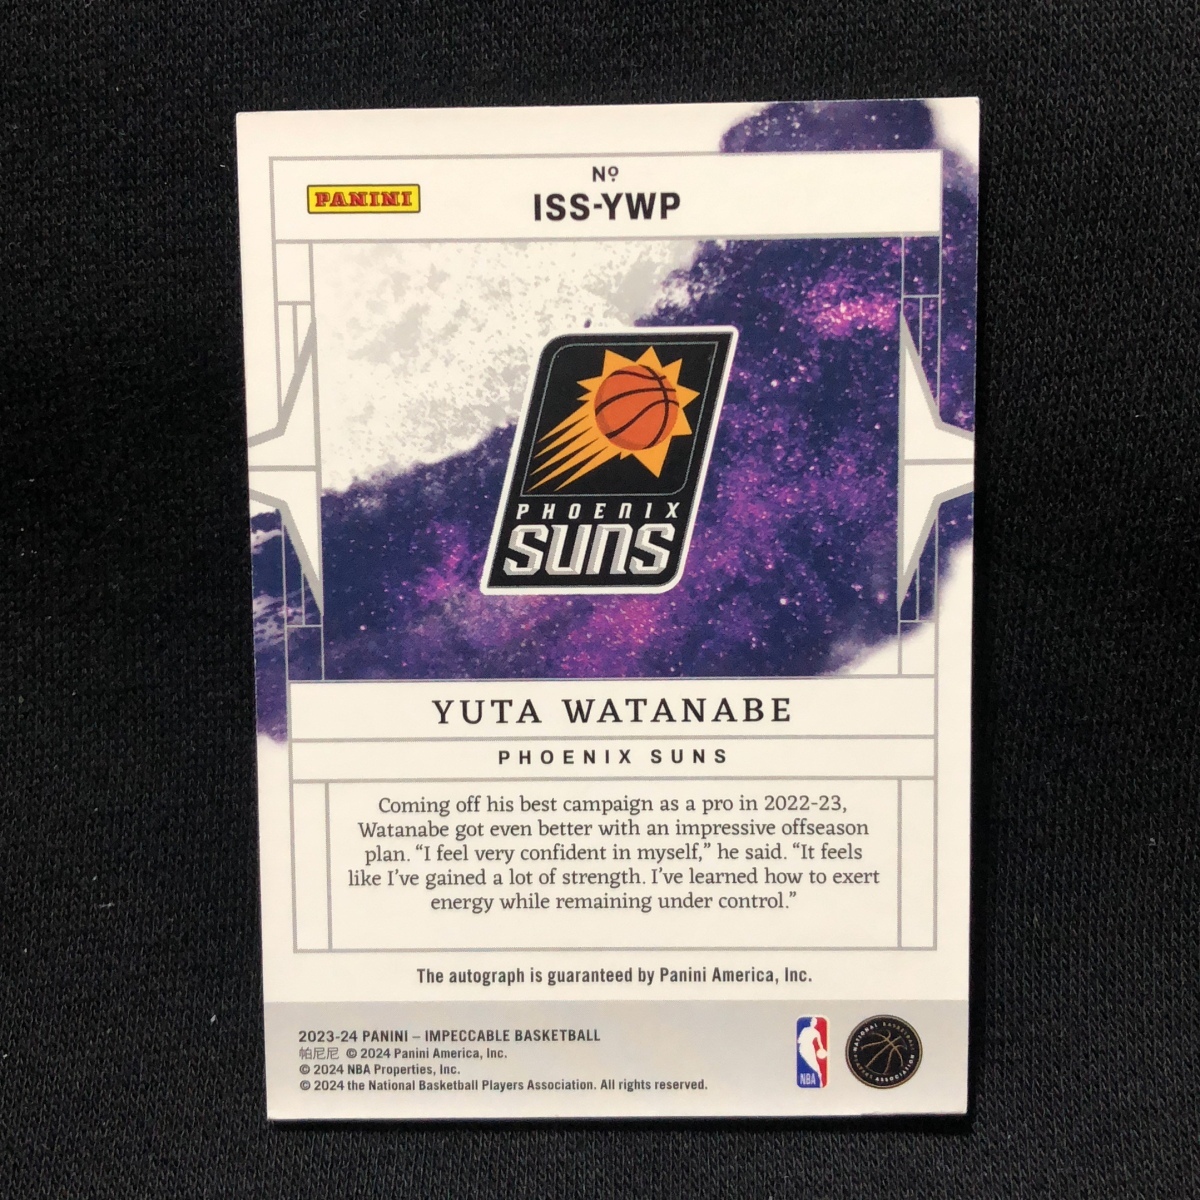 PANINI
Nº
ISS-YWP
PHOENIX
SUNS
YUTA WATANABE
PHOENIX SUNS
Coming off his best campaign as a pro in 2022-23,
Watanabe got even better with an impressive offseason
plan. “I feel very confident in myself,” he said. “It feels
like I’ve gained a lot of strength. I’ve learned how to exert
energy while remaining under control.”
The autograph is guaranteed by Panini America, Inc.
2023-24 PANINI – IMPECCABLE BASKETBALL
帕尼尼 © 2024 Panini America, Inc.
© 2024 NBA Properties, Inc.
© 2024 the National Basketball Players Association. All rights reserved.
NBA
NATIONAL BASKETBALL
PLAYERS ASSOCIATION